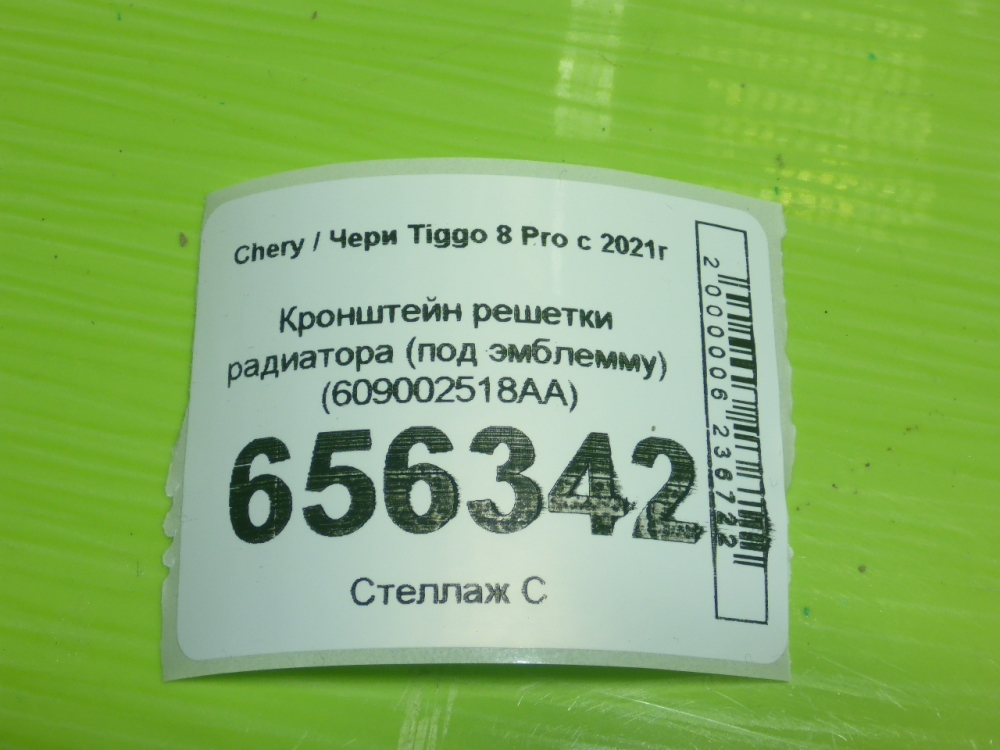 Chery / Чери Tiggo 8 Pro с 2021г
Кронштейн решетки
радиатора (под эмблемму)
(609002518AA)
656342
Стеллаж С
2000006236722